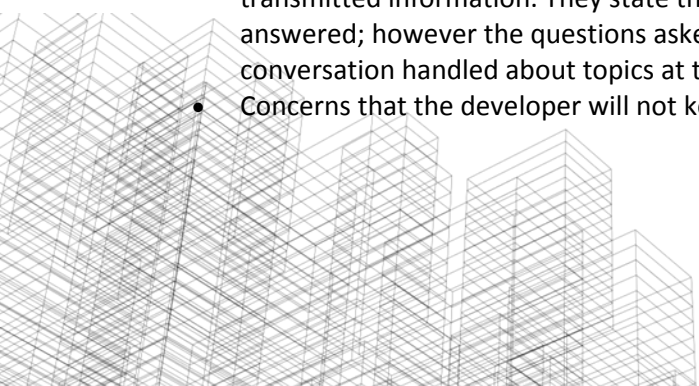 transmitted information. They state th
answered; however the questions aske
conversation handled about topics at t
• Concerns that the developer will not k